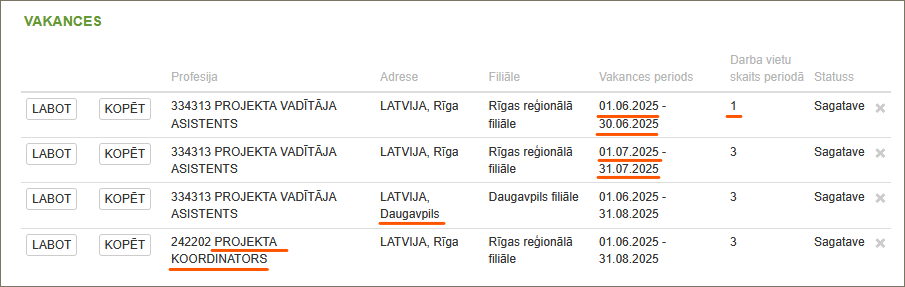 VAKANCES
Profesija Adrese Filiāle Vakances periods Darba vietu
skaits periodā Statuss
LABOT KOPĒT 334313 PROJEKTA VADĪTĀJA LATVIJA, Rīga Rīgas reģionālā 01.06.2025 - 1 Sagatave ×
ASISTENTS filiāle 30.06.2025
LABOT KOPĒT 334313 PROJEKTA VADĪTĀJA LATVIJA, Rīga Rīgas reģionālā 01.07.2025 - 3 Sagatave ×
ASISTENTS filiāle 31.07.2025
LABOT KOPĒT 334313 PROJEKTA VADĪTĀJA LATVIJA, Daugavpils filiāle 01.06.2025 - 3 Sagatave ×
ASISTENTS Daugavpils 31.08.2025
LABOT KOPĒT 242202 PROJEKTA LATVIJA, Rīga Rīgas reģionālā 01.06.2025 - 3 Sagatave ×
KOORDINATORS filiāle 31.08.2025